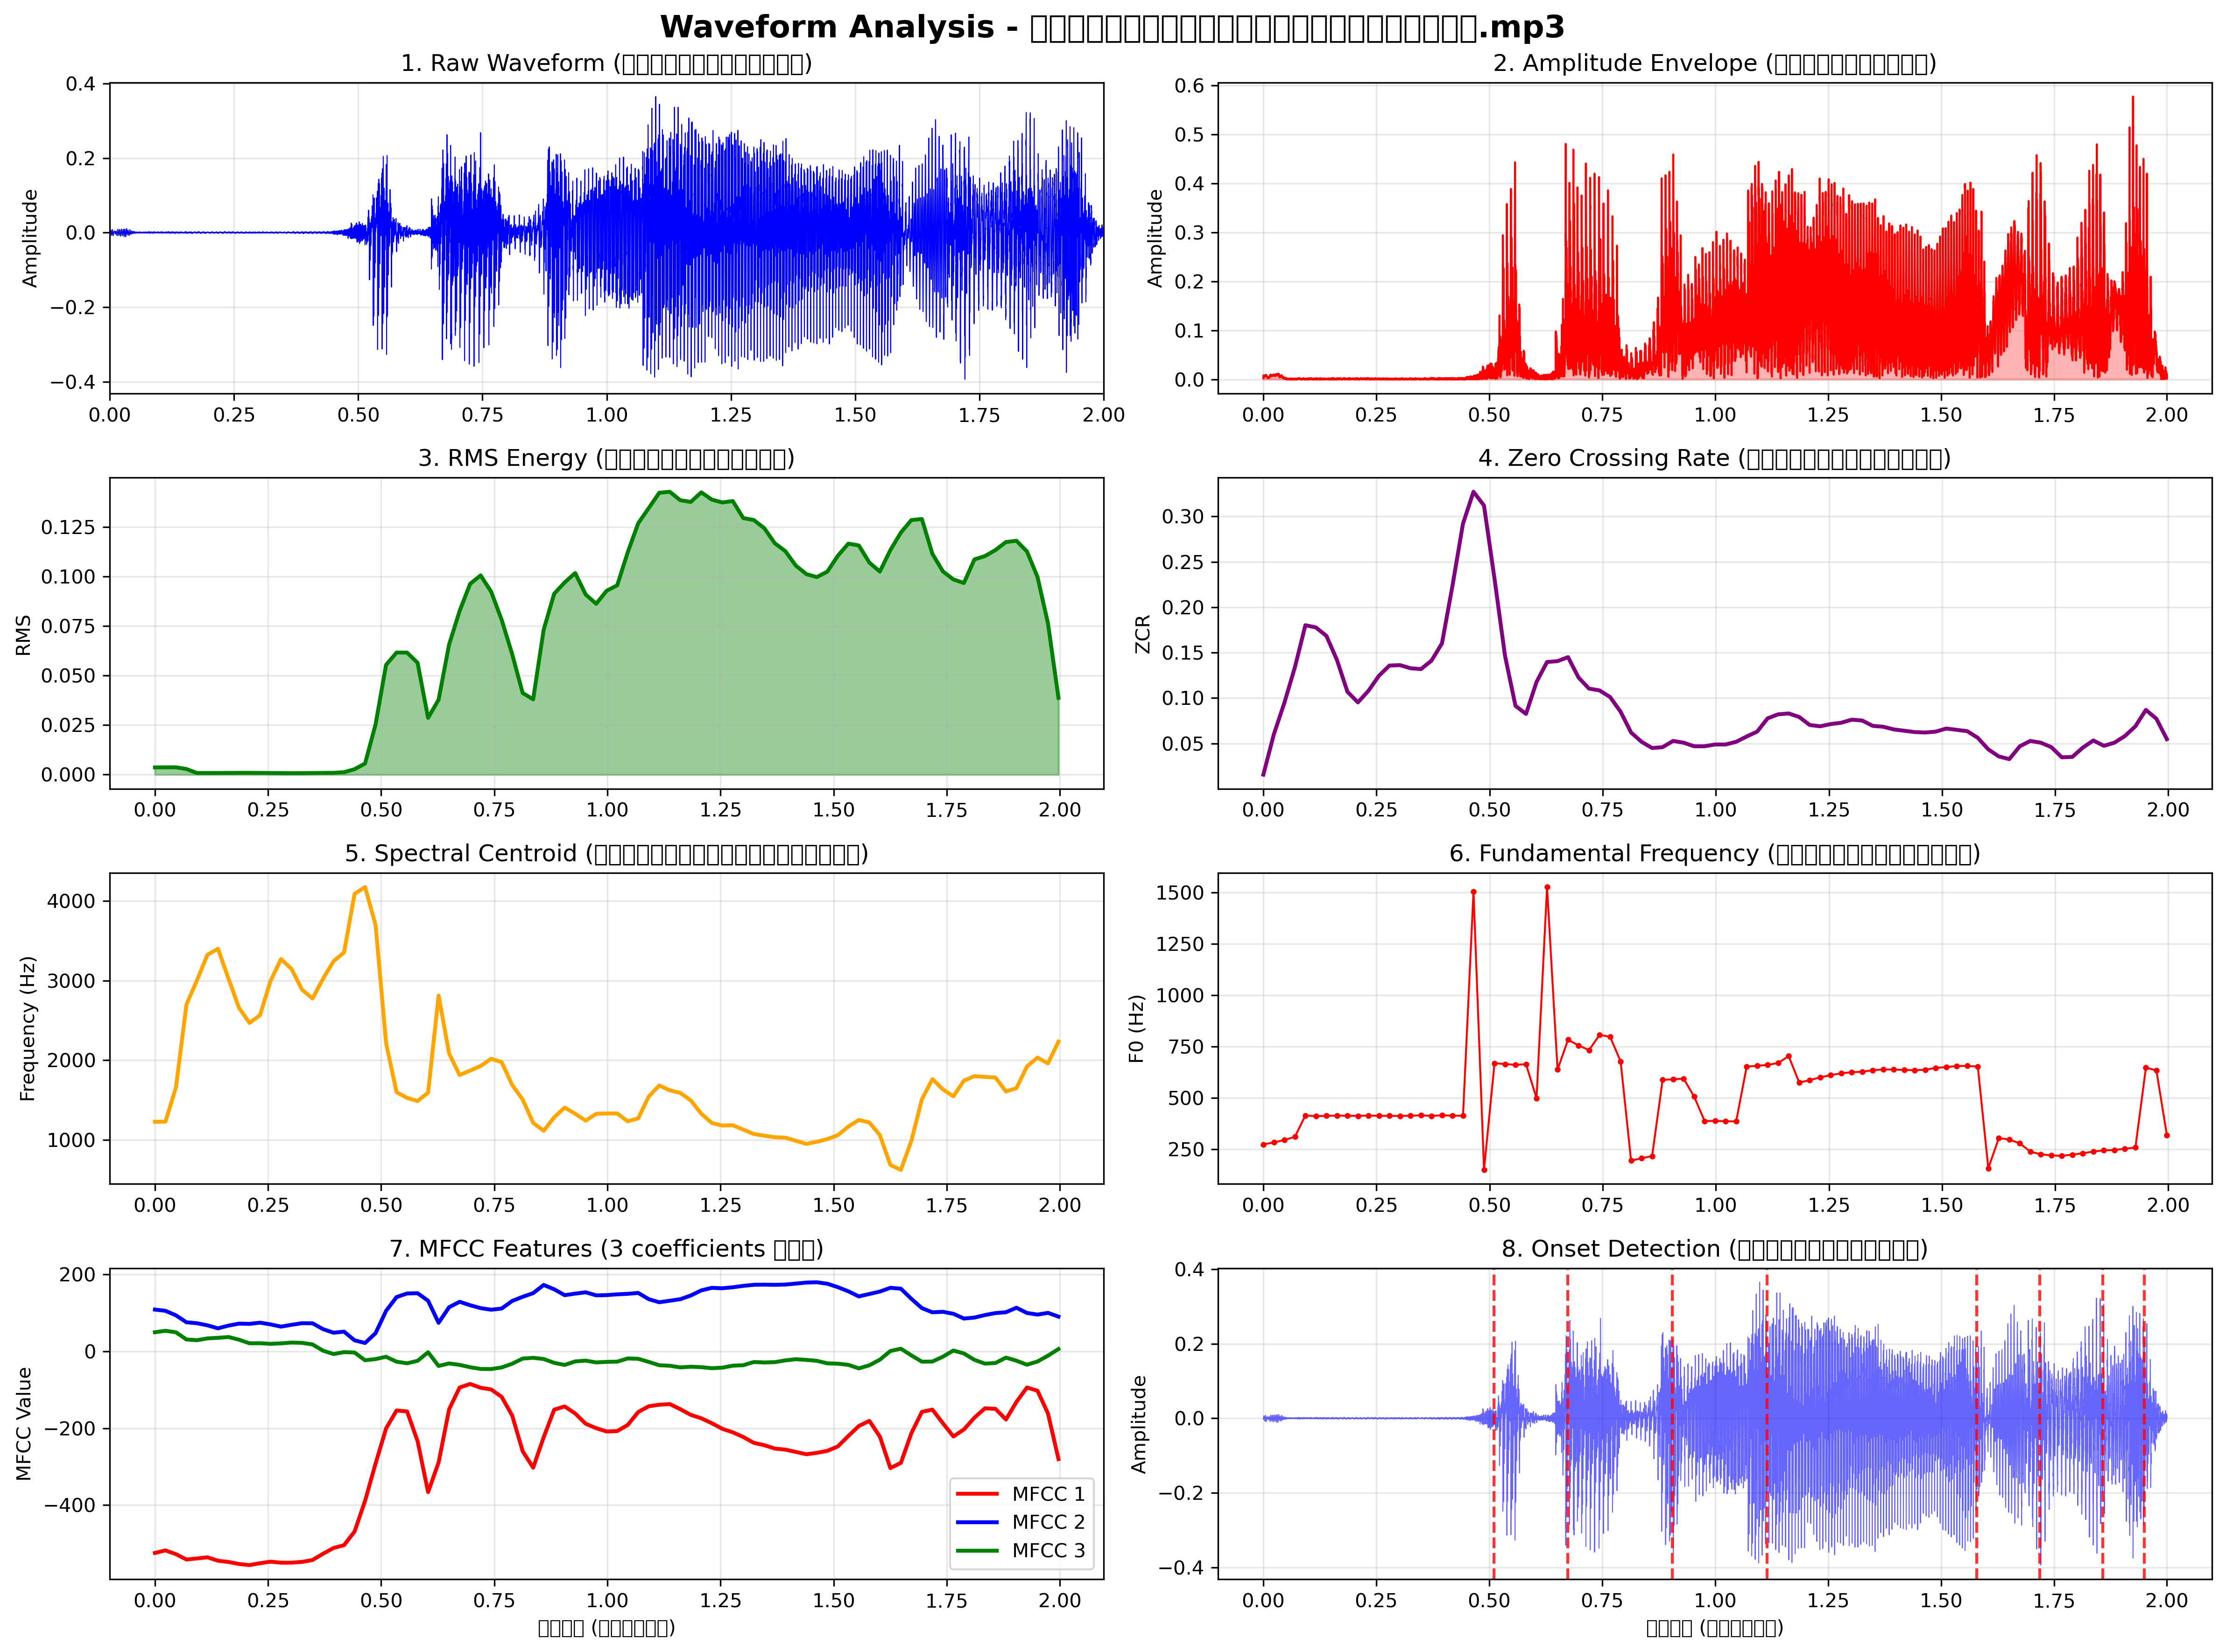 Waveform Analysis - .mp3
1. Raw Waveform ()
0.4
0.2
0.0
−0.2
−0.4
Amplitude
0.00 0.25 0.50 0.75 1.00 1.25 1.50 1.75 2.00
2. Amplitude Envelope ()
0.6
0.5
0.4
0.3
0.2
0.1
0.0
Amplitude
0.00 0.25 0.50 0.75 1.00 1.25 1.50 1.75 2.00
3. RMS Energy ()
0.125
0.100
0.075
0.050
0.025
0.000
RMS
0.00 0.25 0.50 0.75 1.00 1.25 1.50 1.75 2.00
4. Zero Crossing Rate ()
0.30
0.25
0.20
0.15
0.10
0.05
ZCR
0.00 0.25 0.50 0.75 1.00 1.25 1.50 1.75 2.00
5. Spectral Centroid ()
4000
3000
2000
1000
Frequency (Hz)
0.00 0.25 0.50 0.75 1.00 1.25 1.50 1.75 2.00
6. Fundamental Frequency ()
1500
1250
1000
750
500
250
F0 (Hz)
0.00 0.25 0.50 0.75 1.00 1.25 1.50 1.75 2.00
7. MFCC Features (3 coefficients )
200
0
−200
−400
MFCC Value
MFCC 1
MFCC 2
MFCC 3
0.00 0.25 0.50 0.75 1.00 1.25 1.50 1.75 2.00
8. Onset Detection ()
0.4
0.2
0.0
−0.2
−0.4
Amplitude
0.00 0.25 0.50 0.75 1.00 1.25 1.50 1.75 2.00